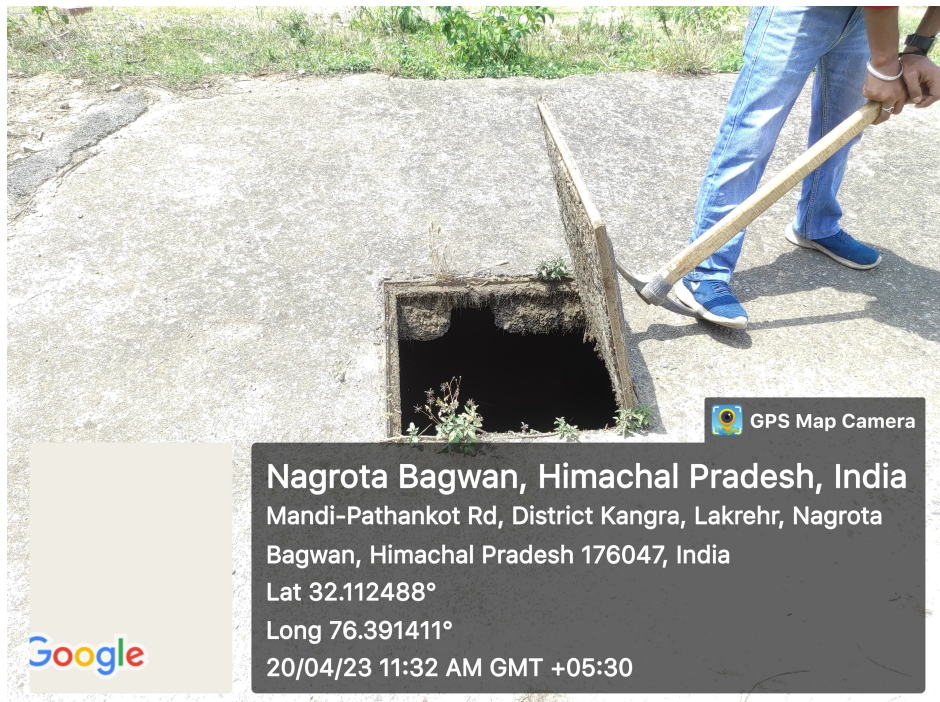 GPS Map Camera
Nagrota Bagwan, Himachal Pradesh, India
Mandi-Pathankot Rd, District Kangra, Lakrehr, Nagrota
Bagwan, Himachal Pradesh 176047, India
Lat 32.112488°
Long 76.391411°
20/04/23 11:32 AM GMT +05:30
Google